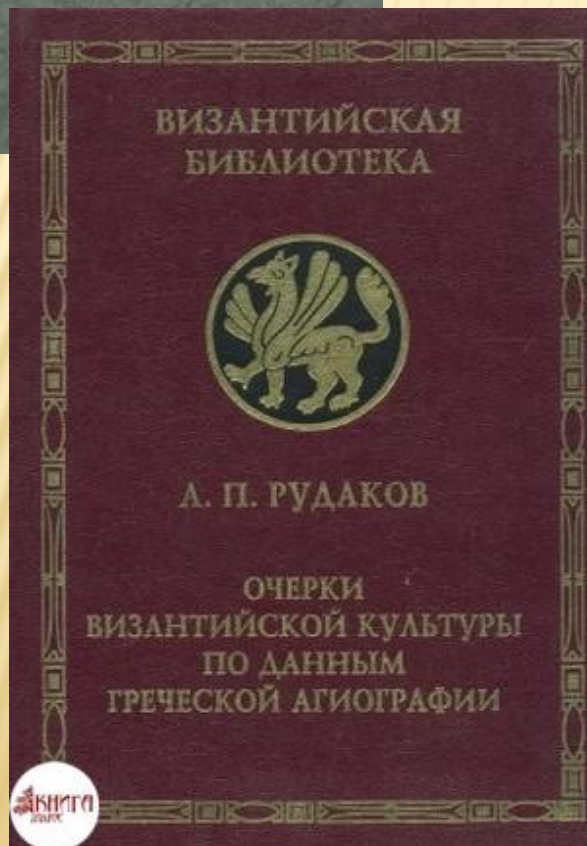 ВИЗАНТИЙСКАЯ
БИБЛИОТЕКА
А. П. РУДАКОВ
ОЧЕРКИ
ВИЗАНТИЙСКОЙ КУЛЬТУРЫ
ПО ДАННЫМ
ГРЕЧЕСКОЙ АГИОГРАФИИ
КНИГА